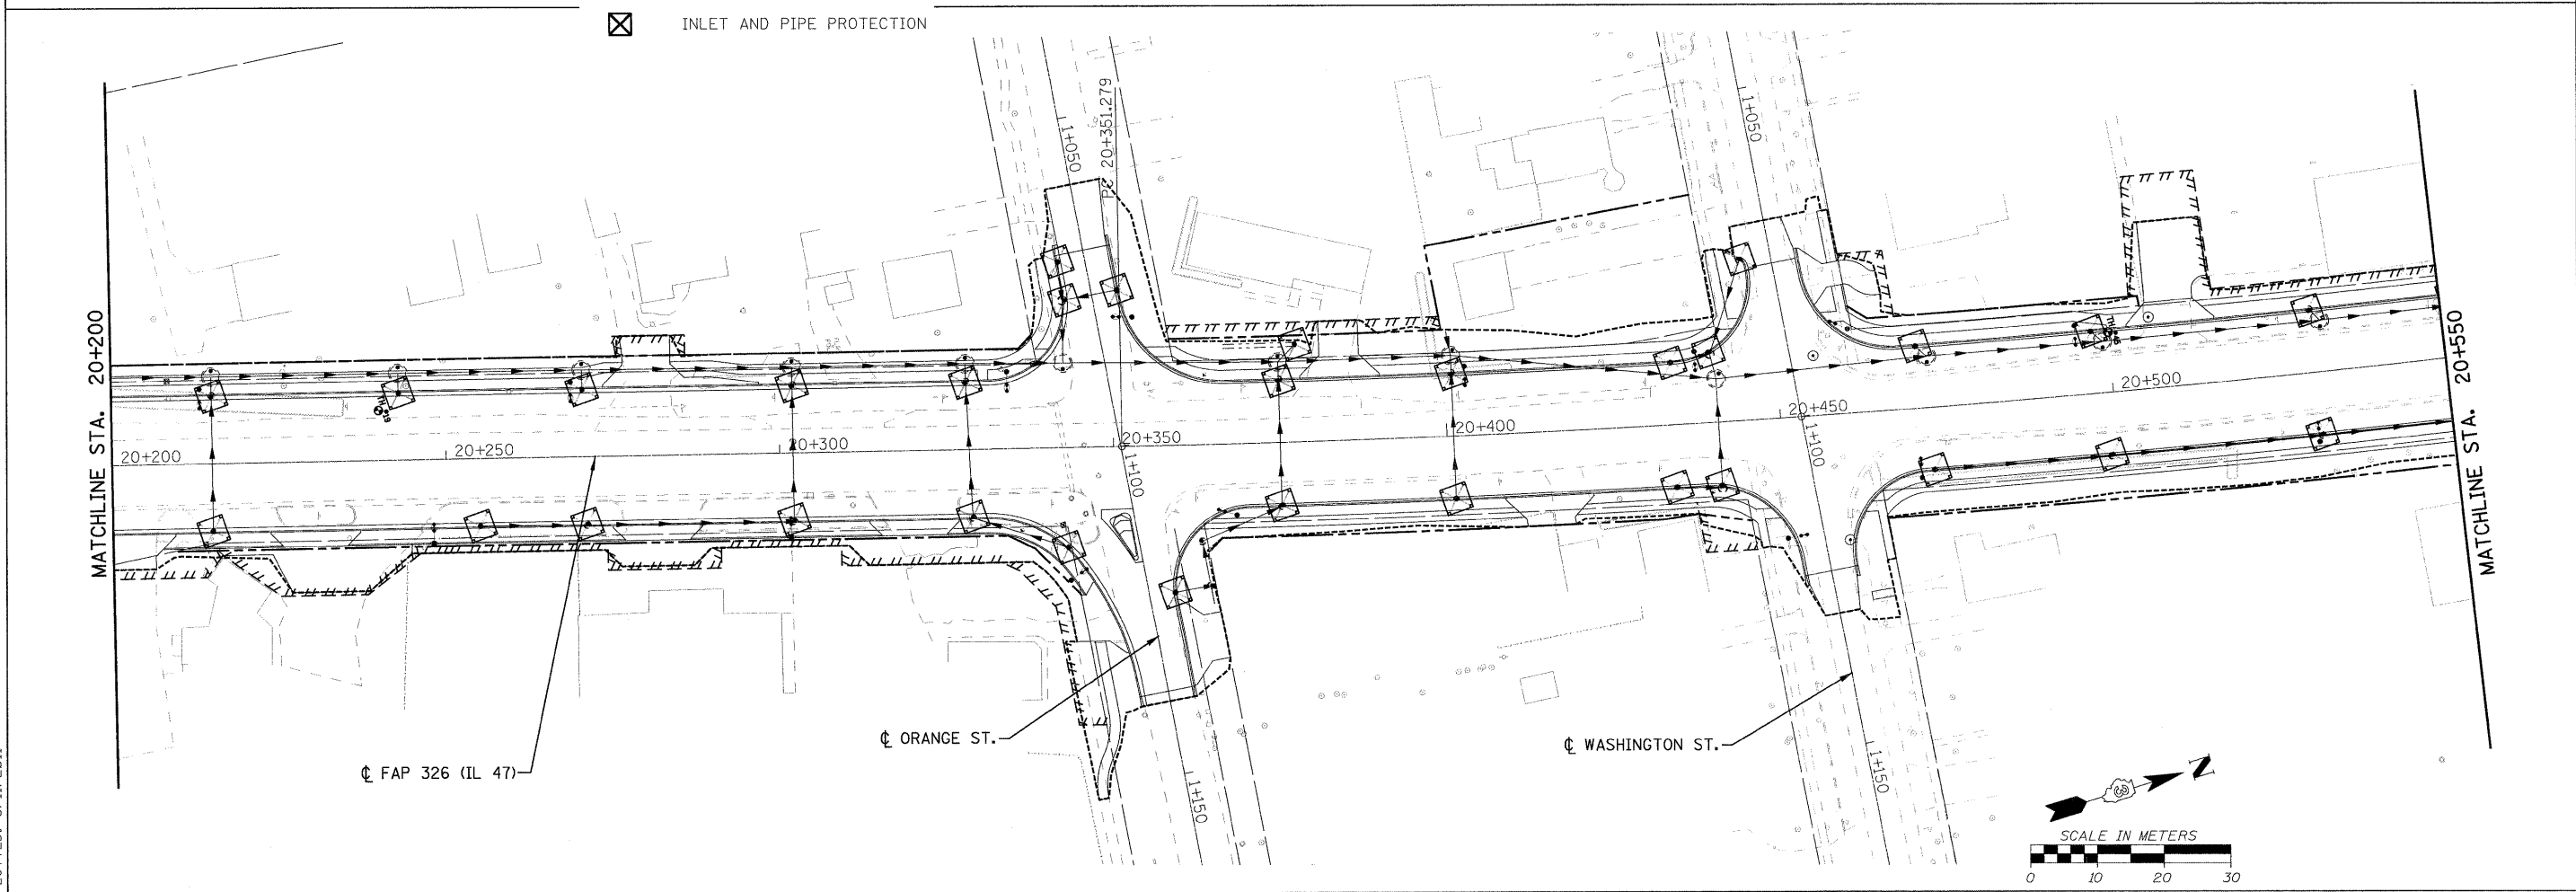 INLET AND PIPE PROTECTION
1+050
PC 20+351.279
1+050
MATCHLINE STA. 20+200
MATCHLINE STA. 20+550
20+200
20+250
20+300
20+350
20+400
20+450
20+500
1+100
1+100
℄ ORANGE ST.
℄ WASHINGTON ST.
℄ FAP 326 (IL 47)
1+150
1+150
3
N
SCALE IN METERS
0 10 20 30